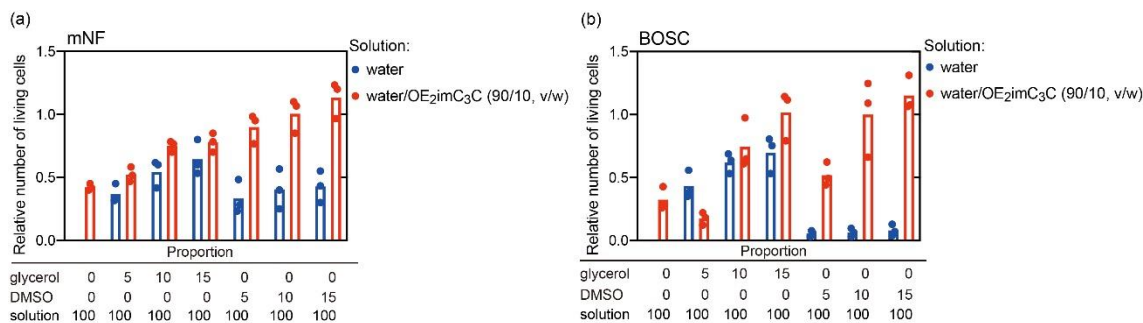 (a)
mNF
Relative number of living cells
1.5
1.0
0.5
0.0
Solution:
water
water/OE₂imC₃C (90/10, v/w)
Proportion
glycerol 0 5 10 15 0 0 0
DMSO 0 0 0 0 5 10 15
solution 100 100 100 100 100 100 100
(b)
BOSC
Relative number of living cells
1.5
1.0
0.5
0.0
Solution:
water
water/OE₂imC₃C (90/10, v/w)
Proportion
glycerol 0 5 10 15 0 0 0
DMSO 0 0 0 0 5 10 15
solution 100 100 100 100 100 100 100